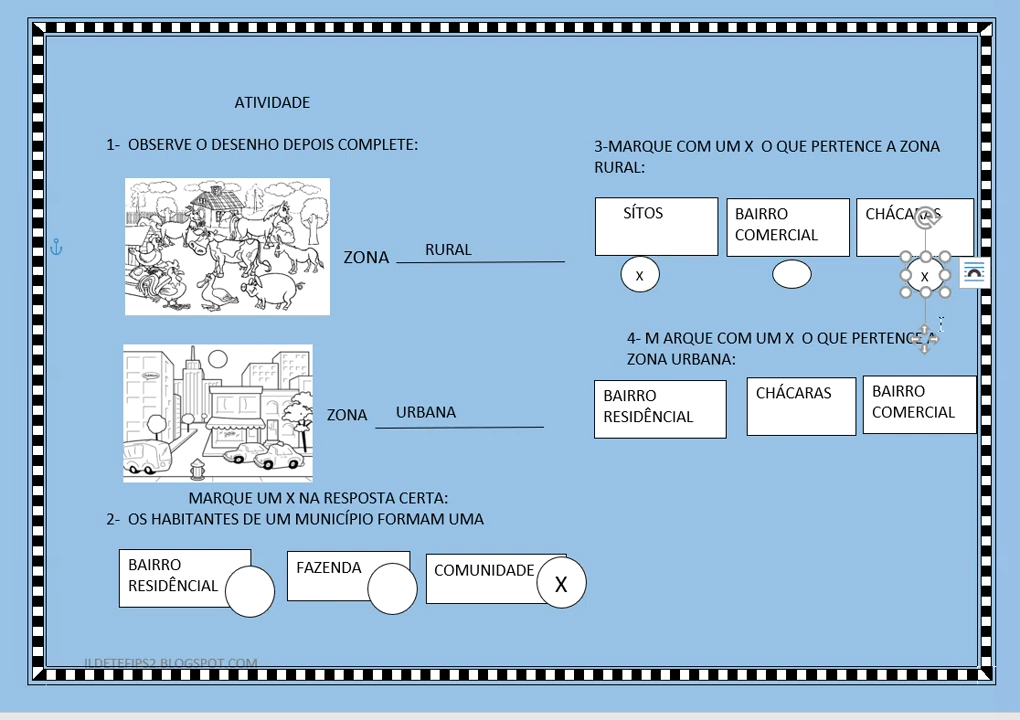 ATIVIDADE
1- OBSERVE O DESENHO DEPOIS COMPLETE:
ZONA RURAL
ZONA URBANA
MARQUE UM X NA RESPOSTA CERTA:
2- OS HABITANTES DE UM MUNICÍPIO FORMAM UMA
BAIRRO
RESIDÊNCIAL
FAZENDA
COMUNIDADE
X
3-MARQUE COM UM X O QUE PERTENCE A ZONA
RURAL:
SÍTOS
BAIRRO
COMERCIAL
CHÁCARAS
x
x
4- M ARQUE COM UM X O QUE PERTENCE A
ZONA URBANA:
BAIRRO
RESIDÊNCIAL
CHÁCARAS
BAIRRO
COMERCIAL